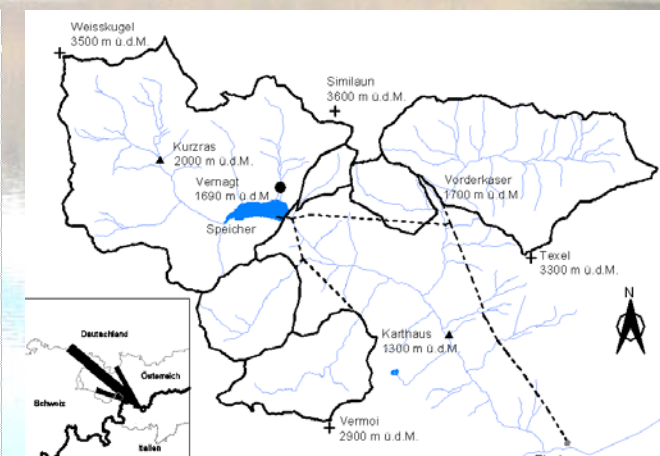 Weisskugel
3500 m ü.d.M.
Similaun
3600 m ü.d.M.
Kurzras
2000 m ü.d.M.
Vernagt
1690 m ü.d.M
Vorderkaser
1700 m ü.d.M
Speicher
Texel
3300 m ü.d.M.
N
Karthaus
1300 m ü.d.M.
Deutschland
Österreich
Schweiz
Italien
Vermoi
2900 m ü.d.M.